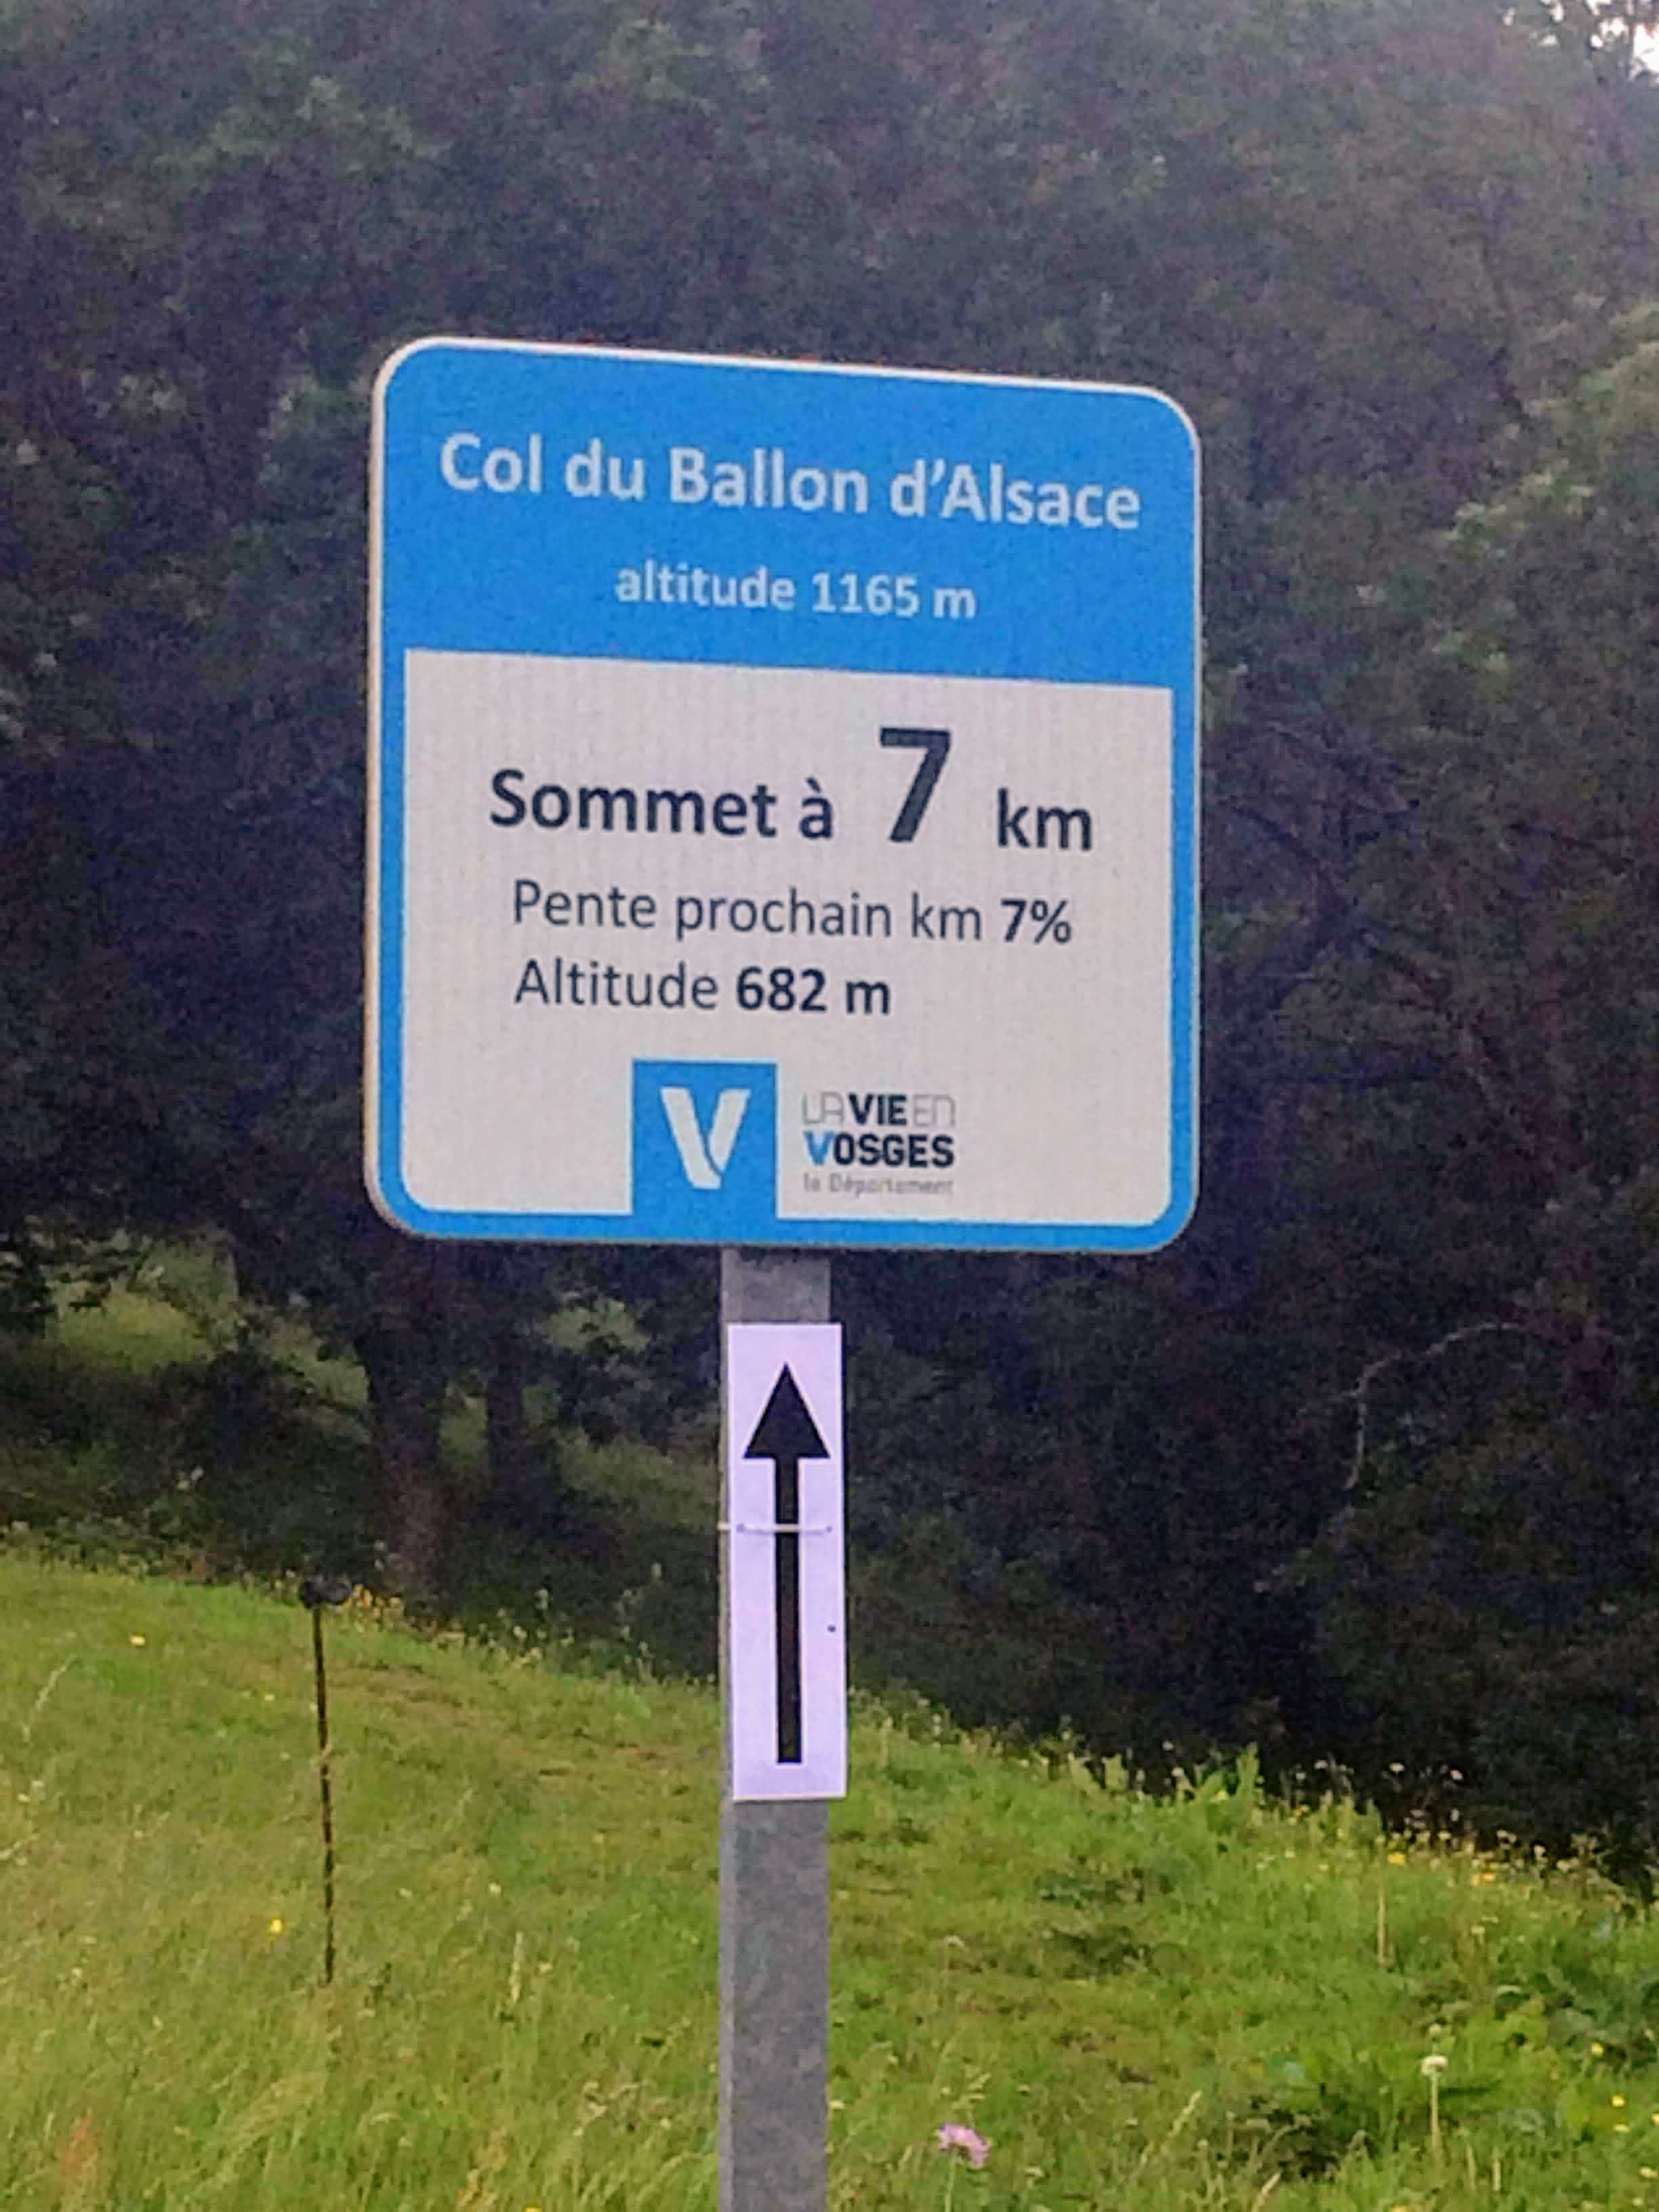 Col du Ballon d'Alsace
altitude 1165 m
Sommet à 7 km
Pente prochain km 7%
Altitude 682 m
V
LA VIE EN
VOSGES
le Département